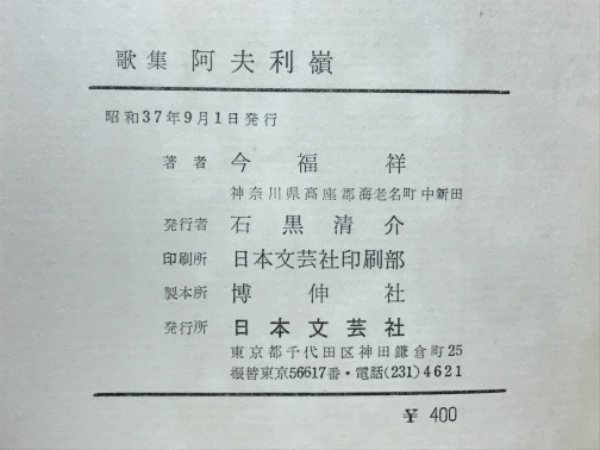 歌集 阿夫利嶺
昭和37年9月1日発行
著者 今福祥
神奈川県高座郡海老名町中新田
発行者 石黒清介
印刷所 日本文芸社印刷部
製本所 博伸社
発行所 日本文芸社
東京都千代田区神田鎌倉町25
振替東京56617番・電話(231)4621
¥ 400